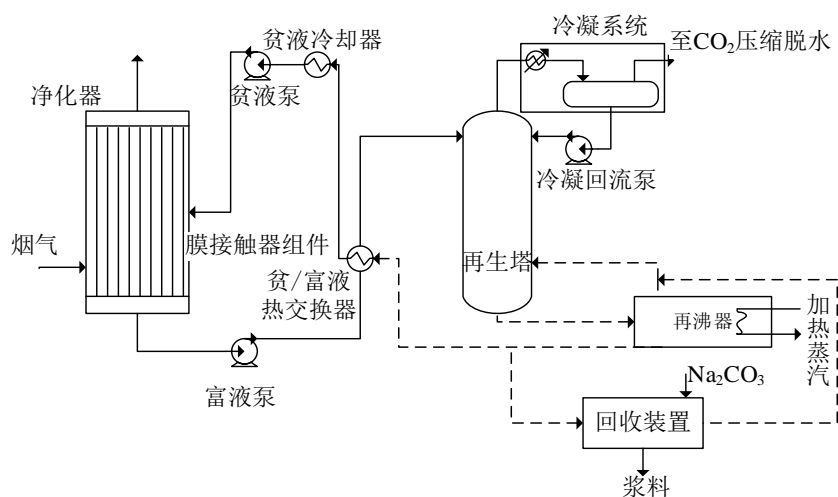 冷凝系统
贫液冷却器
至CO₂压缩脱水
净化器
贫液泵
冷凝回流泵
烟气
膜接触器组件
再生塔
贫/富液
热交换器
再沸器
加热蒸汽
富液泵
Na₂CO₃
回收装置
浆料